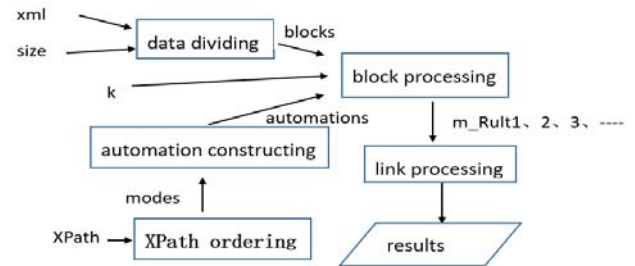 xml
size
data dividing
blocks
k
block processing
automations
m_Rult1、2、3、----
automation constructing
link processing
modes
XPath
XPath ordering
results